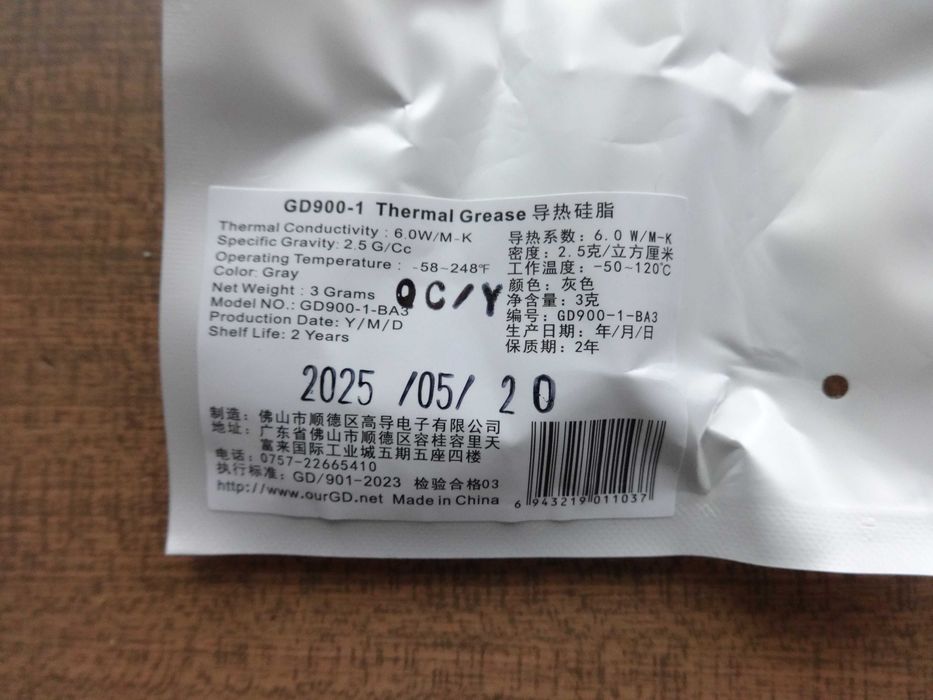 GD900-1 Thermal Grease 导热硅脂
Thermal Conductivity : 6.0W/M-K
Specific Gravity: 2.5 G/Cc
Operating Temperature : -58~248℉
Color: Gray
Net Weight : 3 Grams
Model NO.: GD900-1-BA3
Production Date: Y/M/D
Shelf Life: 2 Years
导热系数: 6.0 W/M-K
密度: 2.5克/立方厘米
工作温度: -50~120℃
颜色: 灰色
净含量: 3克
编号: GD900-1-BA3
生产日期: 年/月/日
保质期: 2年
QC/Y
2025 /05/ 20
制造: 佛山市顺德区高导电子有限公司
地址: 广东省佛山市顺德区容桂容里天
富来国际工业城五期五座四楼
电话: 0757-22665410
执行标准: GD/901-2023 检验合格03
http://www.ourGD.net Made in China
6 943219 011037